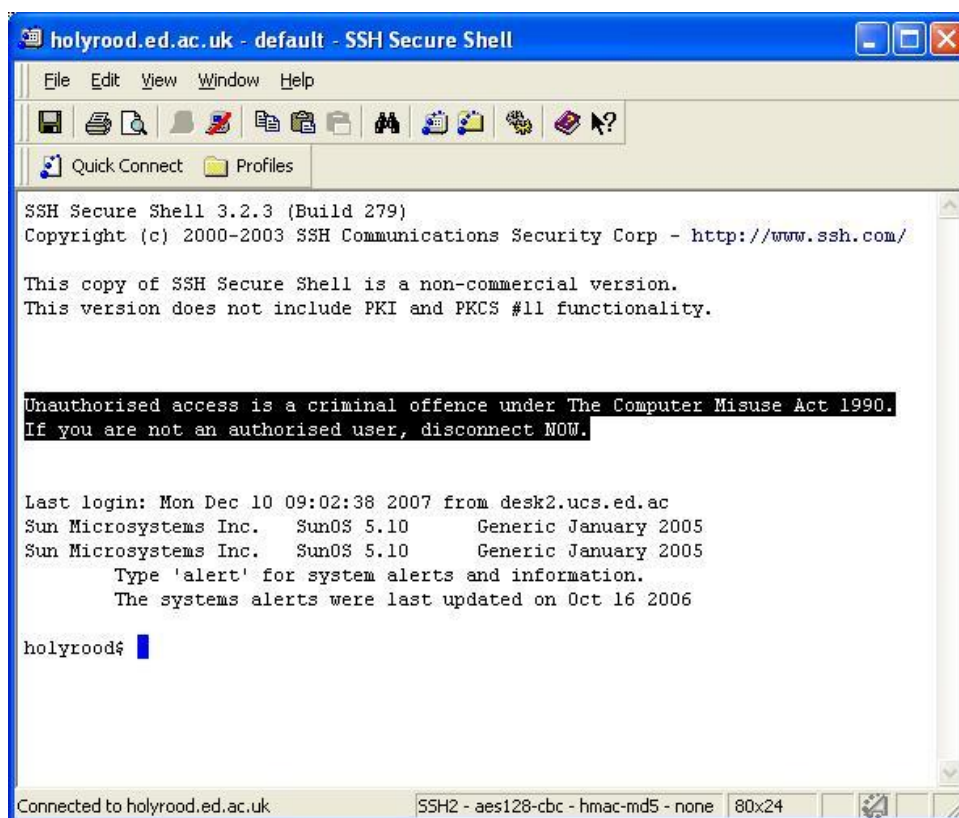 holyrood.ed.ac.uk - default - SSH Secure Shell
File Edit View Window Help
Quick Connect Profiles
SSH Secure Shell 3.2.3 (Build 279)
Copyright (c) 2000-2003 SSH Communications Security Corp - http://www.ssh.com/
This copy of SSH Secure Shell is a non-commercial version.
This version does not include PKI and PKCS #11 functionality.
Unauthorised access is a criminal offence under The Computer Misuse Act 1990.
If you are not an authorised user, disconnect NOW.
Last login: Mon Dec 10 09:02:38 2007 from desk2.ucs.ed.ac
Sun Microsystems Inc. SunOS 5.10 Generic January 2005
Sun Microsystems Inc. SunOS 5.10 Generic January 2005
Type 'alert' for system alerts and information.
The systems alerts were last updated on Oct 16 2006
holyrood$
Connected to holyrood.ed.ac.uk SSH2 - aes128-cbc - hmac-md5 - none 80x24